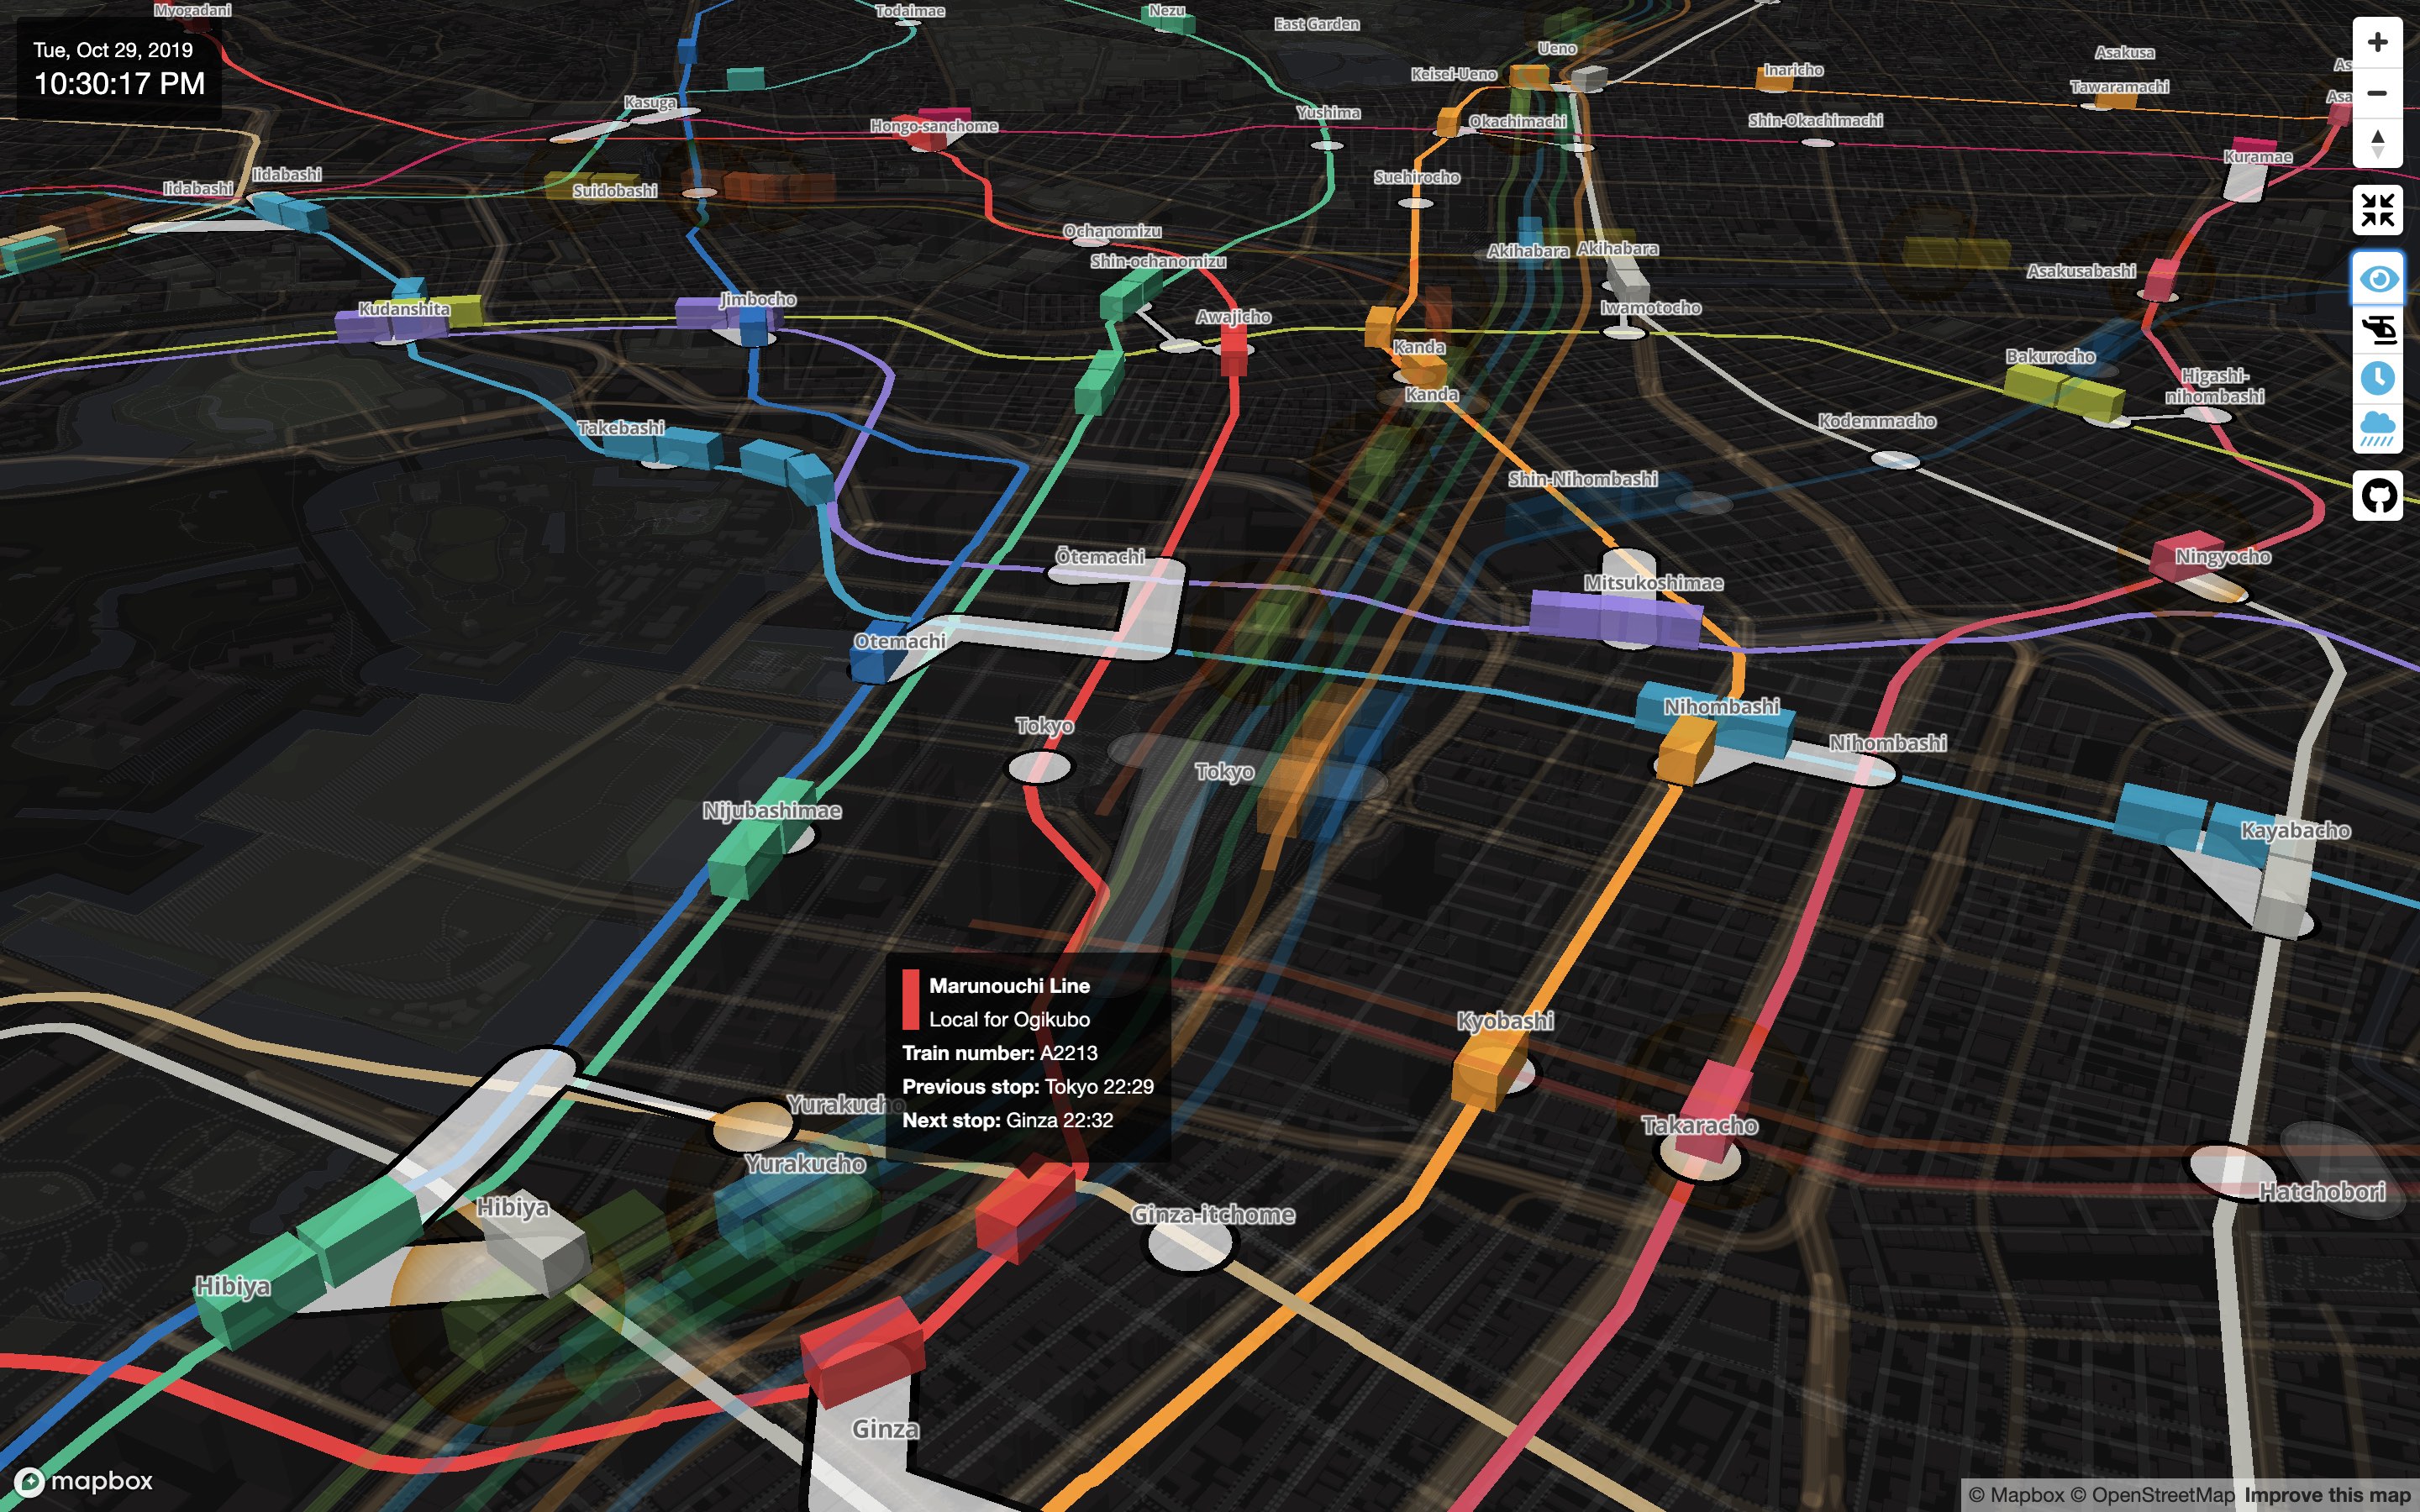 Myogadani
Todaimae
Nezu
East Garden
Tue, Oct 29, 2019
10:30:17 PM
Ueno
Keisei-Ueno
Inaricho
Asakusa
Tawaramachi
Kasuga
Hongo-sanchome
Yushima
Okachimachi
Shin-Okachimachi
Kuramae
Iidabashi
Iidabashi
Suidobashi
Suehirocho
Ochanomizu
Shin-ochanomizu
Akihabara
Akihabara
Asakusabashi
Kudanshita
Jimbocho
Awajicho
Iwamotocho
Kanda
Kanda
Bakurocho
Higashi-
nihombashi
Takebashi
Kodemmacho
Shin-Nihombashi
Ōtemachi
Mitsukoshimae
Ningyocho
Otemachi
Tokyo
Tokyo
Nihombashi
Nihombashi
Nijubashimae
Kayabacho
Marunouchi Line
Local for Ogikubo
Train number: A2213
Previous stop: Tokyo 22:29
Next stop: Ginza 22:32
Kyobashi
Yurakucho
Takaracho
Yurakucho
Hatchobori
Hibiya
Ginza-itchome
Hibiya
Ginza
mapbox
© Mapbox © OpenStreetMap Improve this map